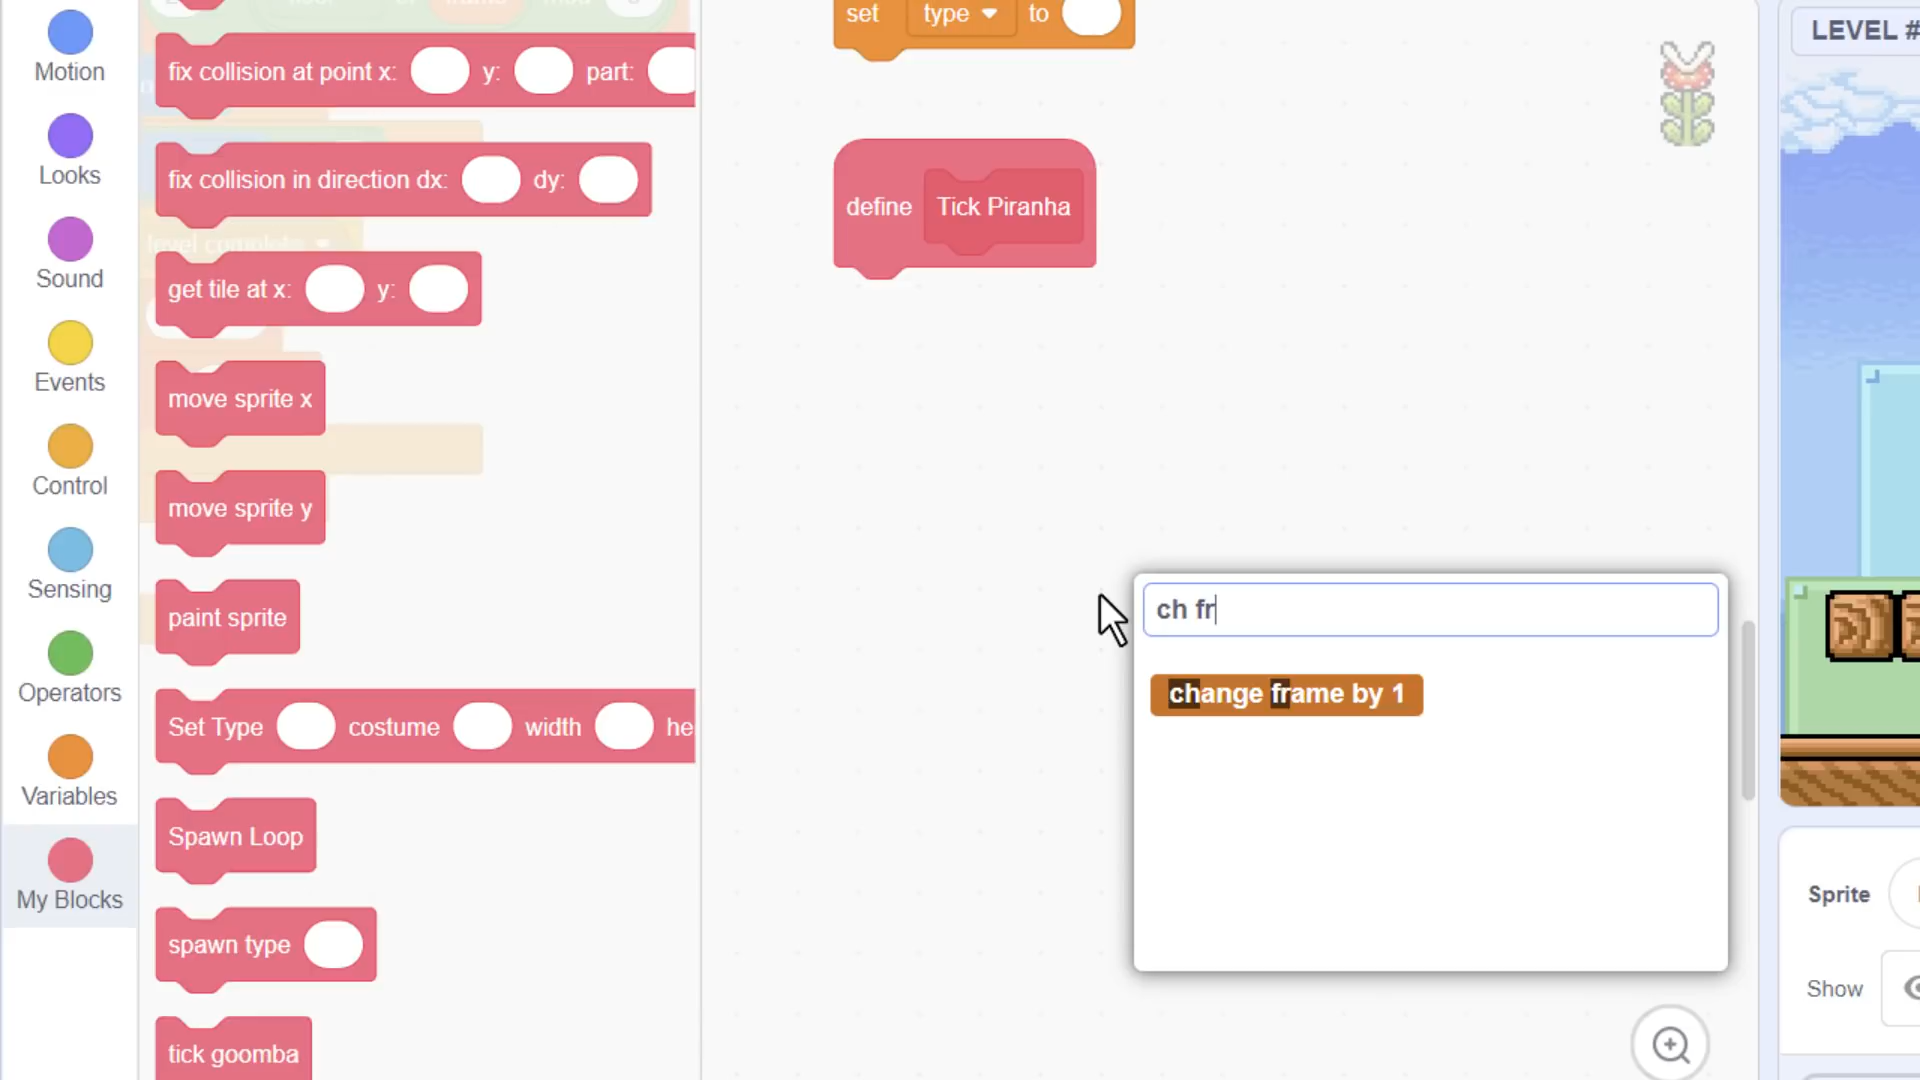 Motion
Looks
Sound
Events
Control
Sensing
Operators
Variables
My Blocks
fix collision at point x: y: part:
fix collision in direction dx: dy:
get tile at x: y:
level complete
move sprite x
move sprite y
paint sprite
Set Type costume width he
Spawn Loop
spawn type
tick goomba
set type to
define Tick Piranha
ch fr
change frame by 1
LEVEL #
Sprite
Show